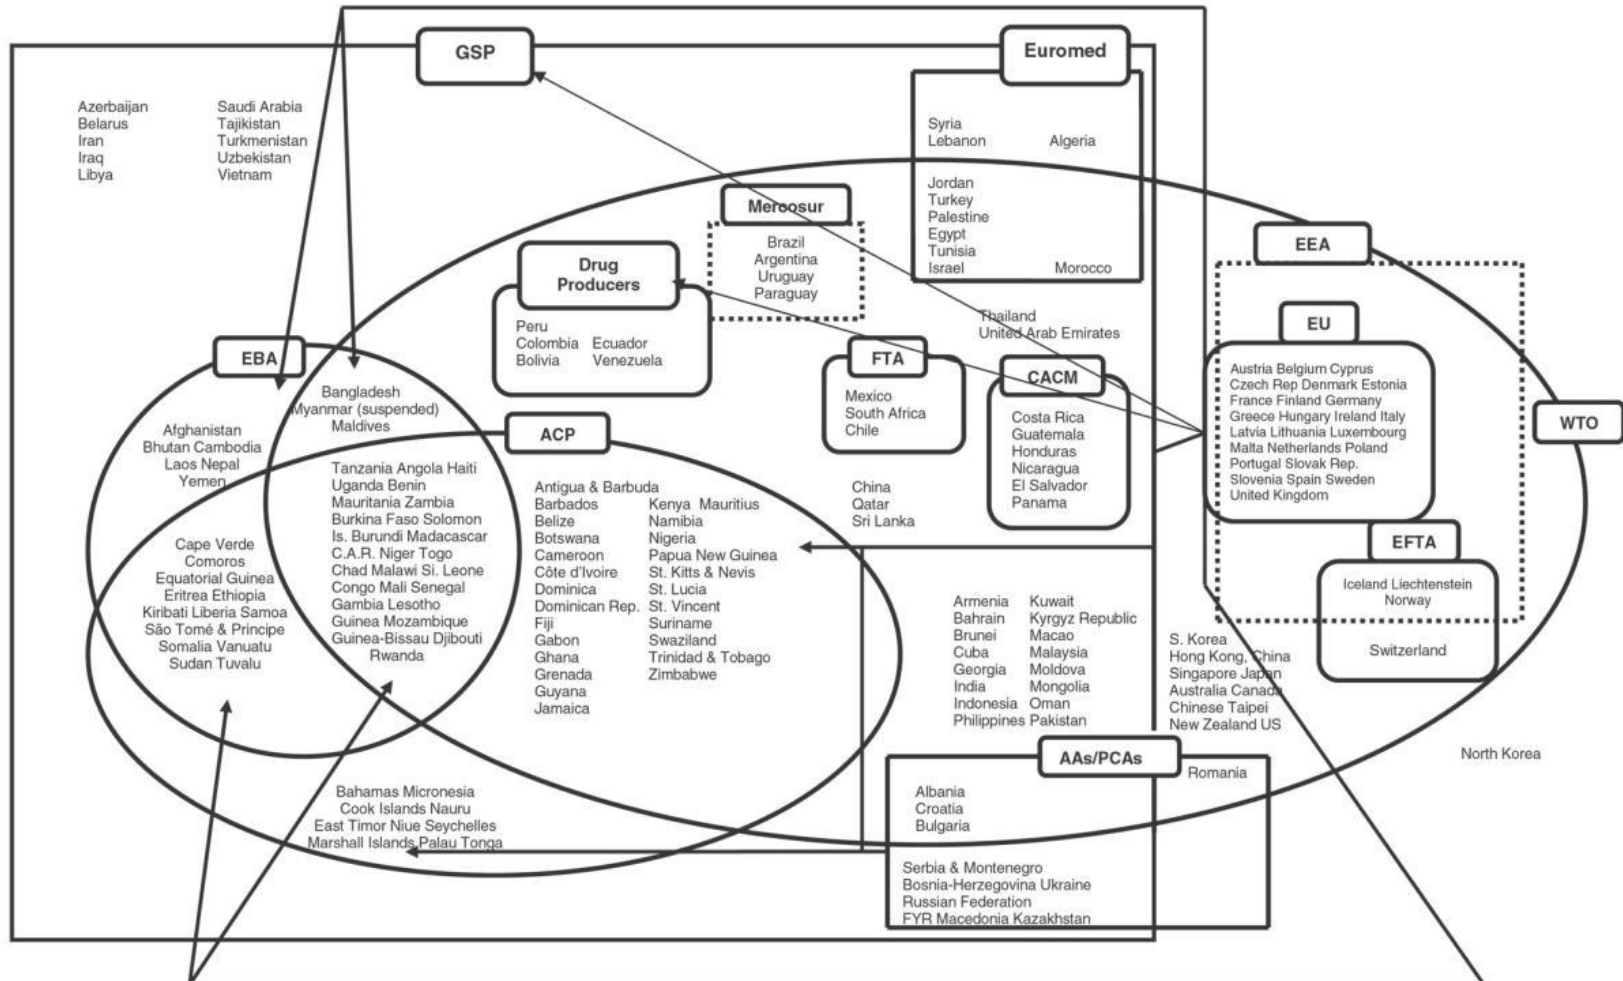 GSP
Euromed
Azerbaijan
Belarus
Iran
Iraq
Libya
Saudi Arabia
Tajikistan
Turkmenistan
Uzbekistan
Vietnam
Syria
Lebanon
Algeria
Jordan
Turkey
Palestine
Egypt
Tunisia
Israel
Morocco
Mercosur
Brazil
Argentina
Uruguay
Paraguay
Drug
Producers
Peru
Colombia
Bolivia
Ecuador
Venezuela
Thailand
United Arab Emirates
EEA
EU
Austria Belgium Cyprus
Czech Rep Denmark Estonia
France Finland Germany
Greece Hungary Ireland Italy
Latvia Lithuania Luxembourg
Malta Netherlands Poland
Portugal Slovak Rep.
Slovenia Spain Sweden
United Kingdom
WTO
FTA
Mexico
South Africa
Chile
CACM
Costa Rica
Guatemala
Honduras
Nicaragua
El Salvador
Panama
EBA
Bangladesh
Myanmar (suspended)
Maldives
Afghanistan
Bhutan Cambodia
Laos Nepal
Yemen
ACP
Tanzania Angola Haiti
Uganda Benin
Mauritania Zambia
Burkina Faso Solomon
Is. Burundi Madacascar
C.A.R. Niger Togo
Chad Malawi Si. Leone
Congo Mali Senegal
Gambia Lesotho
Guinea Mozambique
Guinea-Bissau Djibouti
Rwanda
Cape Verde
Comoros
Equatorial Guinea
Eritrea Ethiopia
Kiribati Liberia Samoa
São Tomé & Principe
Somalia Vanuatu
Sudan Tuvalu
Antigua & Barbuda
Barbados
Belize
Botswana
Cameroon
Côte d'Ivoire
Dominica
Dominican Rep.
Fiji
Gabon
Ghana
Grenada
Guyana
Jamaica
Kenya Mauritius
Namibia
Nigeria
Papua New Guinea
St. Kitts & Nevis
St. Lucia
St. Vincent
Suriname
Swaziland
Trinidad & Tobago
Zimbabwe
China
Qatar
Sri Lanka
EFTA
Iceland Liechtenstein
Norway
Switzerland
Armenia
Bahrain
Brunei
Cuba
Georgia
India
Indonesia
Philippines
Kuwait
Kyrgyz Republic
Macao
Malaysia
Moldova
Mongolia
Oman
Pakistan
S. Korea
Hong Kong, China
Singapore Japan
Australia Canada
Chinese Taipei
New Zealand US
North Korea
AAs/PCAs
Romania
Albania
Croatia
Bulgaria
Serbia & Montenegro
Bosnia-Herzegovina Ukraine
Russian Federation
FYR Macedonia Kazakhstan
Bahamas Micronesia
Cook Islands Nauru
East Timor Niue Seychelles
Marshall Islands Palau Tonga